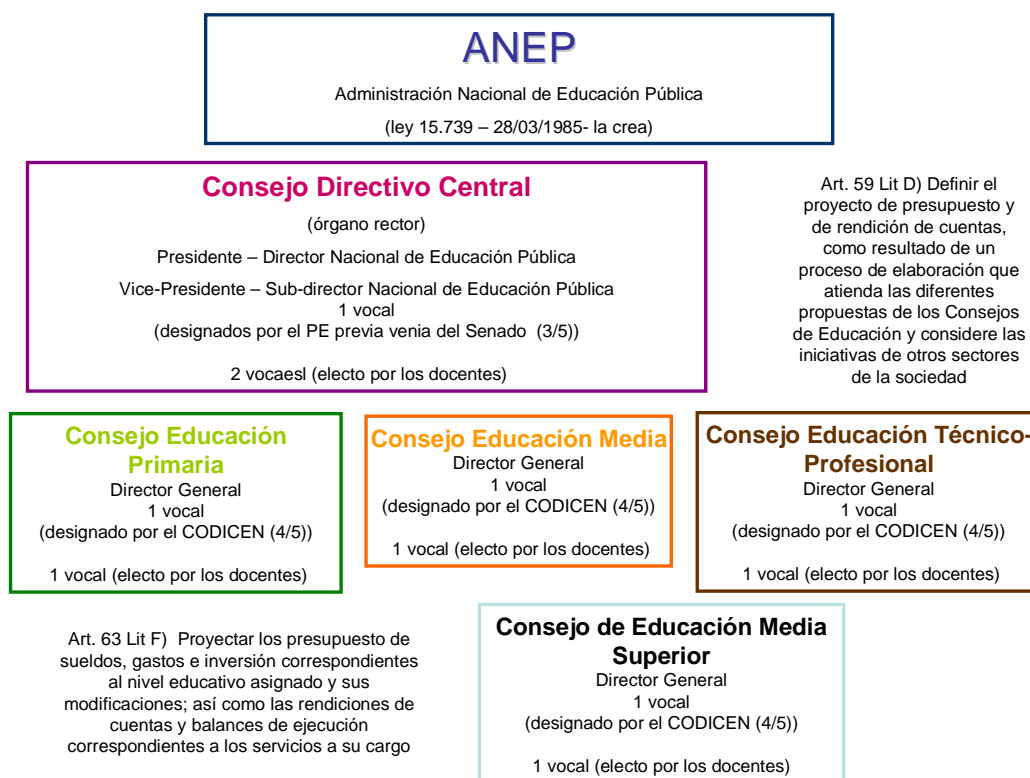 ANEP
Administración Nacional de Educación Pública
(ley 15.739 – 28/03/1985- la crea)
Consejo Directivo Central
(órgano rector)
Presidente – Director Nacional de Educación Pública
Vice-Presidente – Sub-director Nacional de Educación Pública
1 vocal
(designados por el PE previa venia del Senado  (3/5))
2 vocaesl (electo por los docentes)
Art. 59 Lit D) Definir el
proyecto de presupuesto y
de rendición de cuentas,
como resultado de un
proceso de elaboración que
atienda las diferentes
propuestas de los Consejos
de Educación y considere las
iniciativas de otros sectores
de la sociedad
Consejo Educación
Primaria
Director General
1 vocal
(designado por el CODICEN (4/5))
1 vocal (electo por los docentes)
Consejo Educación Media
Director General
1 vocal
(designado por el CODICEN (4/5))
1 vocal (electo por los docentes)
Consejo Educación Técnico-
Profesional
Director General
1 vocal
(designado por el CODICEN (4/5))
1 vocal (electo por los docentes)
Art. 63 Lit F)  Proyectar los presupuesto de
sueldos, gastos e inversión correspondientes
al nivel educativo asignado y sus
modificaciones; así como las rendiciones de
cuentas y balances de ejecución
correspondientes a los servicios a su cargo
Consejo de Educación Media
Superior
Director General
1 vocal
(designado por el CODICEN (4/5))
1 vocal (electo por los docentes)